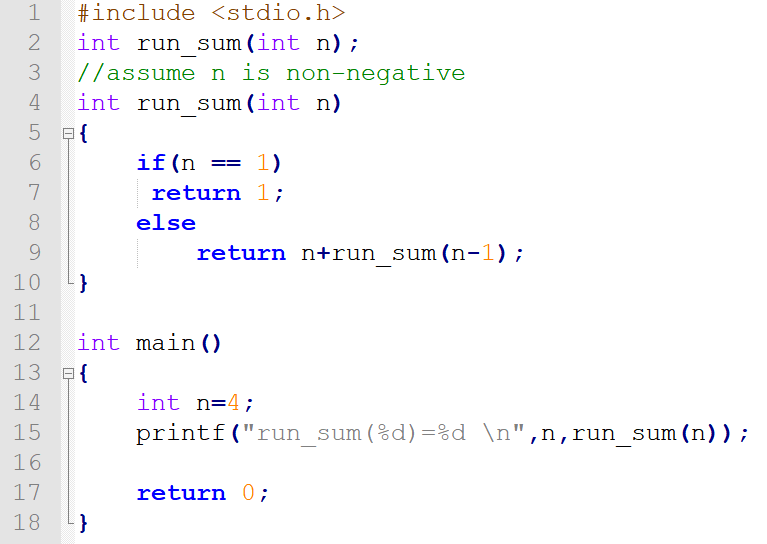 1 #include <stdio.h>
2 int run_sum(int n);
3 //assume n is non-negative
4 int run_sum(int n)
5 {
6     if(n == 1)
7      return 1;
8     else
9         return n+run_sum(n-1);
10 }
11
12 int main()
13 {
14     int n=4;
15     printf("run_sum(%d)=%d \n",n,run_sum(n));
16
17     return 0;
18 }